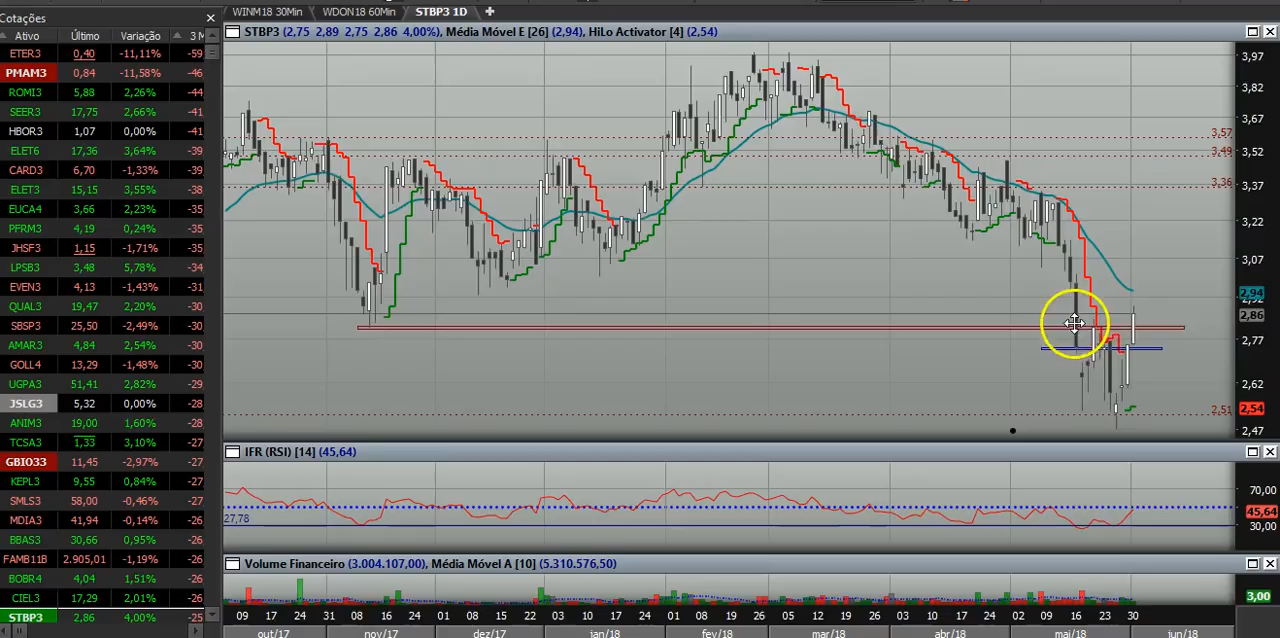 Cotações
Ativo Último Variação 3 M
ETER3 0,40 -11,11% -59
PMAM3 0,84 -11,58% -46
ROMI3 5,88 2,26% -44
SEER3 17,75 2,66% -41
HBOR3 1,07 0,00% -41
ELET6 17,36 3,64% -39
CARD3 6,70 -1,33% -39
ELET3 15,15 3,55% -38
EUCA4 3,66 2,23% -35
PFRM3 4,19 0,24% -35
JHSF3 1,15 -1,71% -35
LPSB3 3,48 5,78% -34
EVEN3 4,13 -1,43% -31
QUAL3 19,47 2,20% -30
SBSP3 25,50 -2,49% -30
AMAR3 4,84 2,54% -30
GOLL4 13,29 -1,48% -30
UGPA3 51,41 2,82% -29
JSLG3 5,32 0,00% -28
ANIM3 19,00 1,60% -28
TCSA3 1,33 3,10% -27
GBIO33 11,45 -2,97% -27
KEPL3 9,55 0,84% -27
SMLS3 58,00 -0,46% -27
MDIA3 41,94 -0,14% -26
BBAS3 30,66 0,95% -26
FAMB11B 2.905,01 -1,19% -26
BOBR4 4,04 1,51% -26
CIEL3 17,29 2,01% -26
STBP3 2,86 4,00% -25
WINM18 30Min WDON18 60Min STBP3 1D
STBP3 (2,75 2,89 2,75 2,86 4,00%), Média Móvel E [26] (2,94), HiLo Activator [4] (2,54)
3,97
3,82
3,67
3,57
3,52
3,49
3,36
3,37
3,22
3,07
2,94
2,86
2,77
2,62
2,51
2,54
2,47
IFR (RSI) [14] (45,64)
70,00
45,64
27,78
30,00
Volume Financeiro (3.004.107,00), Média Móvel A [10] (5.310.576,50)
3,00
09 17 24 31 08 16 24 01 08 15 22 03 10 17 24 01 08 19 26 05 12 19 26 03 10 17 24 02 09 16 23 30
out/17 nov/17 dez/17 jan/18 fev/18 mar/18 abr/18 mai/18 jun/18